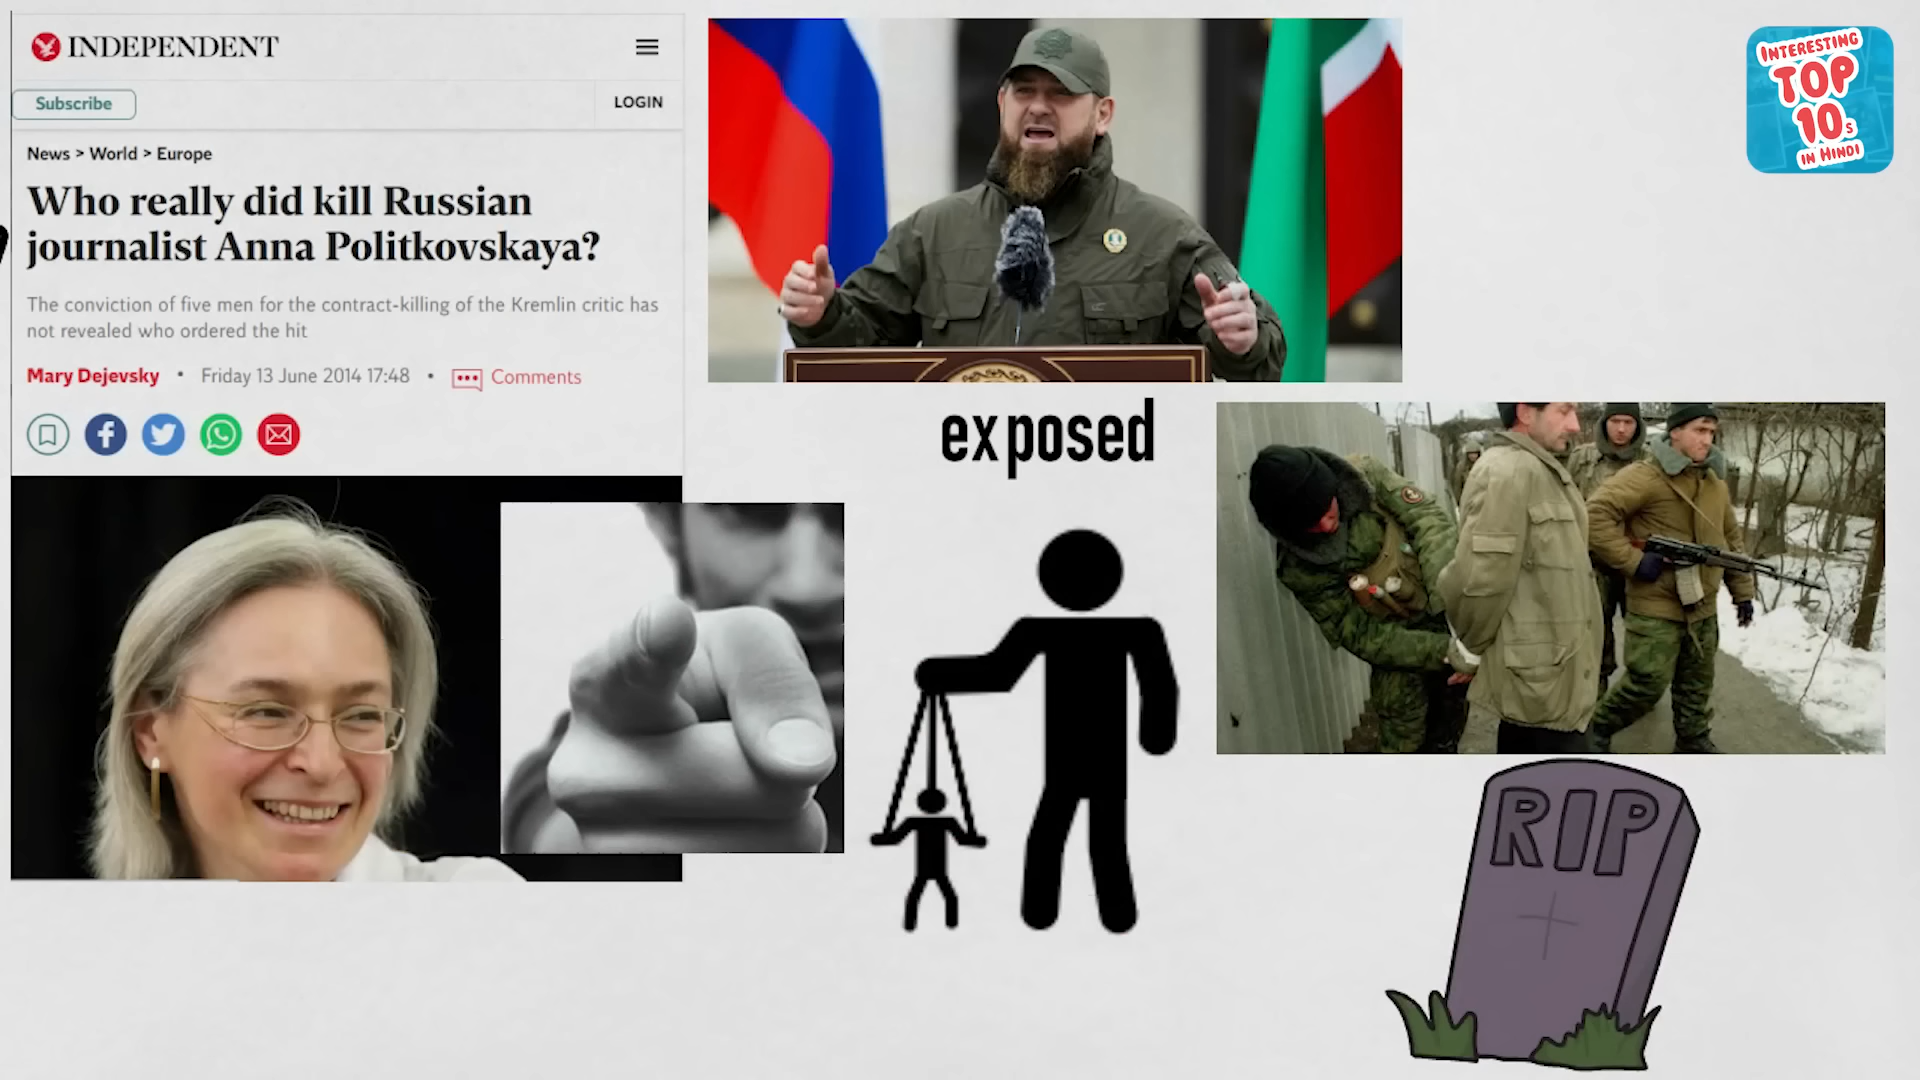 INDEPENDENT
Subscribe
LOGIN
News > World > Europe
Who really did kill Russian
journalist Anna Politkovskaya?
The conviction of five men for the contract-killing of the Kremlin critic has
not revealed who ordered the hit
Mary Dejevsky • Friday 13 June 2014 17:48 • Comments
exposed
RIP
INTERESTING
TOP
10s
IN HINDI